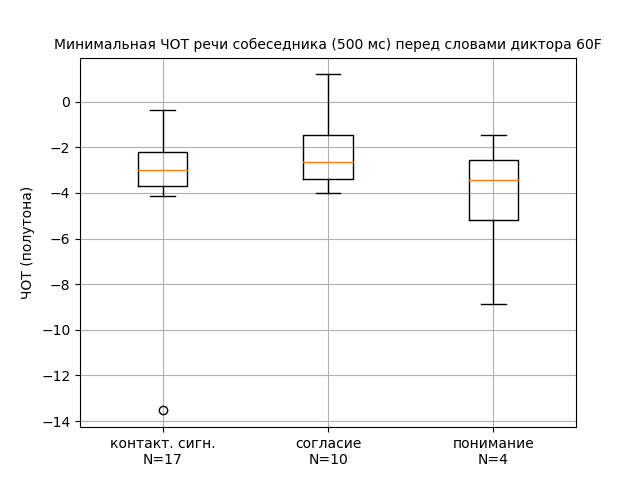 Минимальная ЧОТ речи собеседника (500 мс) перед словами диктора 60F
ЧОТ (полутона)
0
−2
−4
−6
−8
−10
−12
−14
контакт. сигн.
N=17
согласие
N=10
понимание
N=4